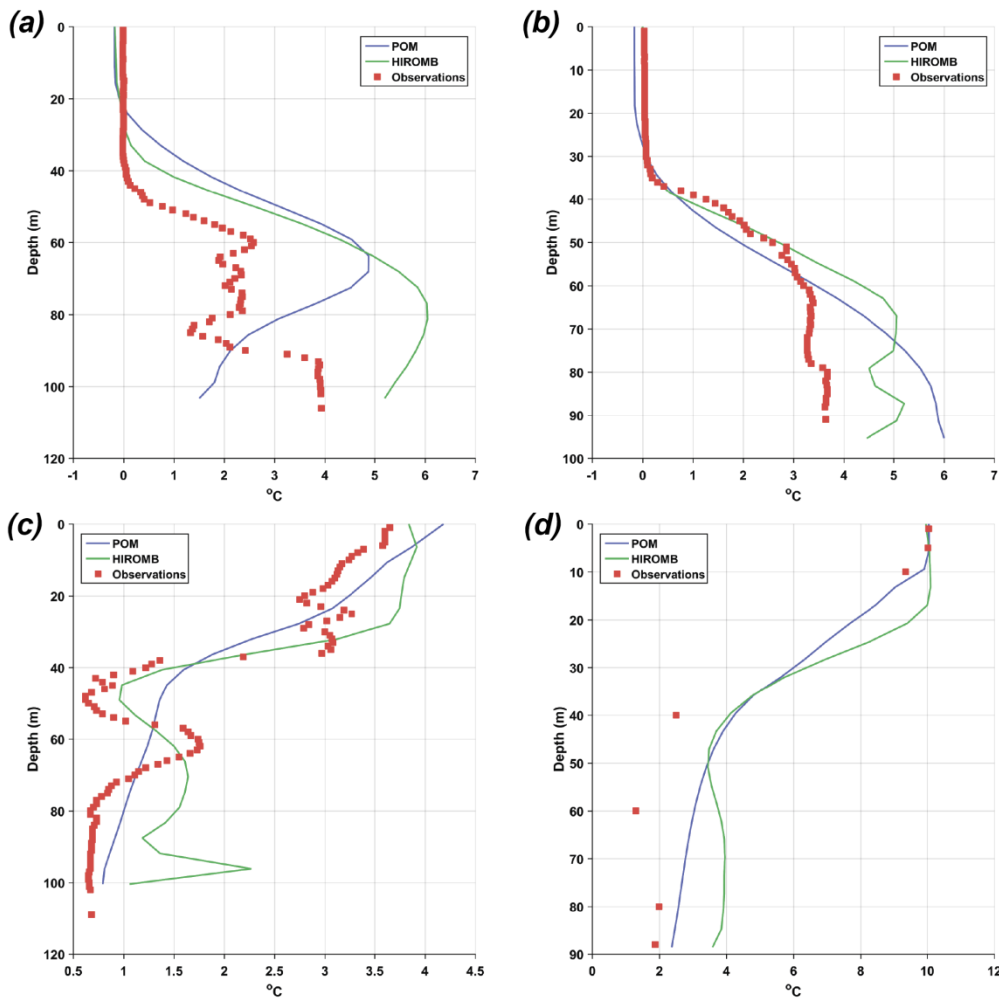 (a)
0
20
40
60
80
100
120
Depth (m)
-1 0 1 2 3 4 5 6 7
°C
POM
HIROMB
Observations
(b)
0
10
20
30
40
50
60
70
80
90
100
Depth (m)
-1 0 1 2 3 4 5 6 7
°C
POM
HIROMB
Observations
(c)
0
20
40
60
80
100
120
Depth (m)
0.5 1 1.5 2 2.5 3 3.5 4 4.5
°C
POM
HIROMB
Observations
(d)
0
10
20
30
40
50
60
70
80
90
Depth (m)
0 2 4 6 8 10 12
°C
POM
HIROMB
Observations